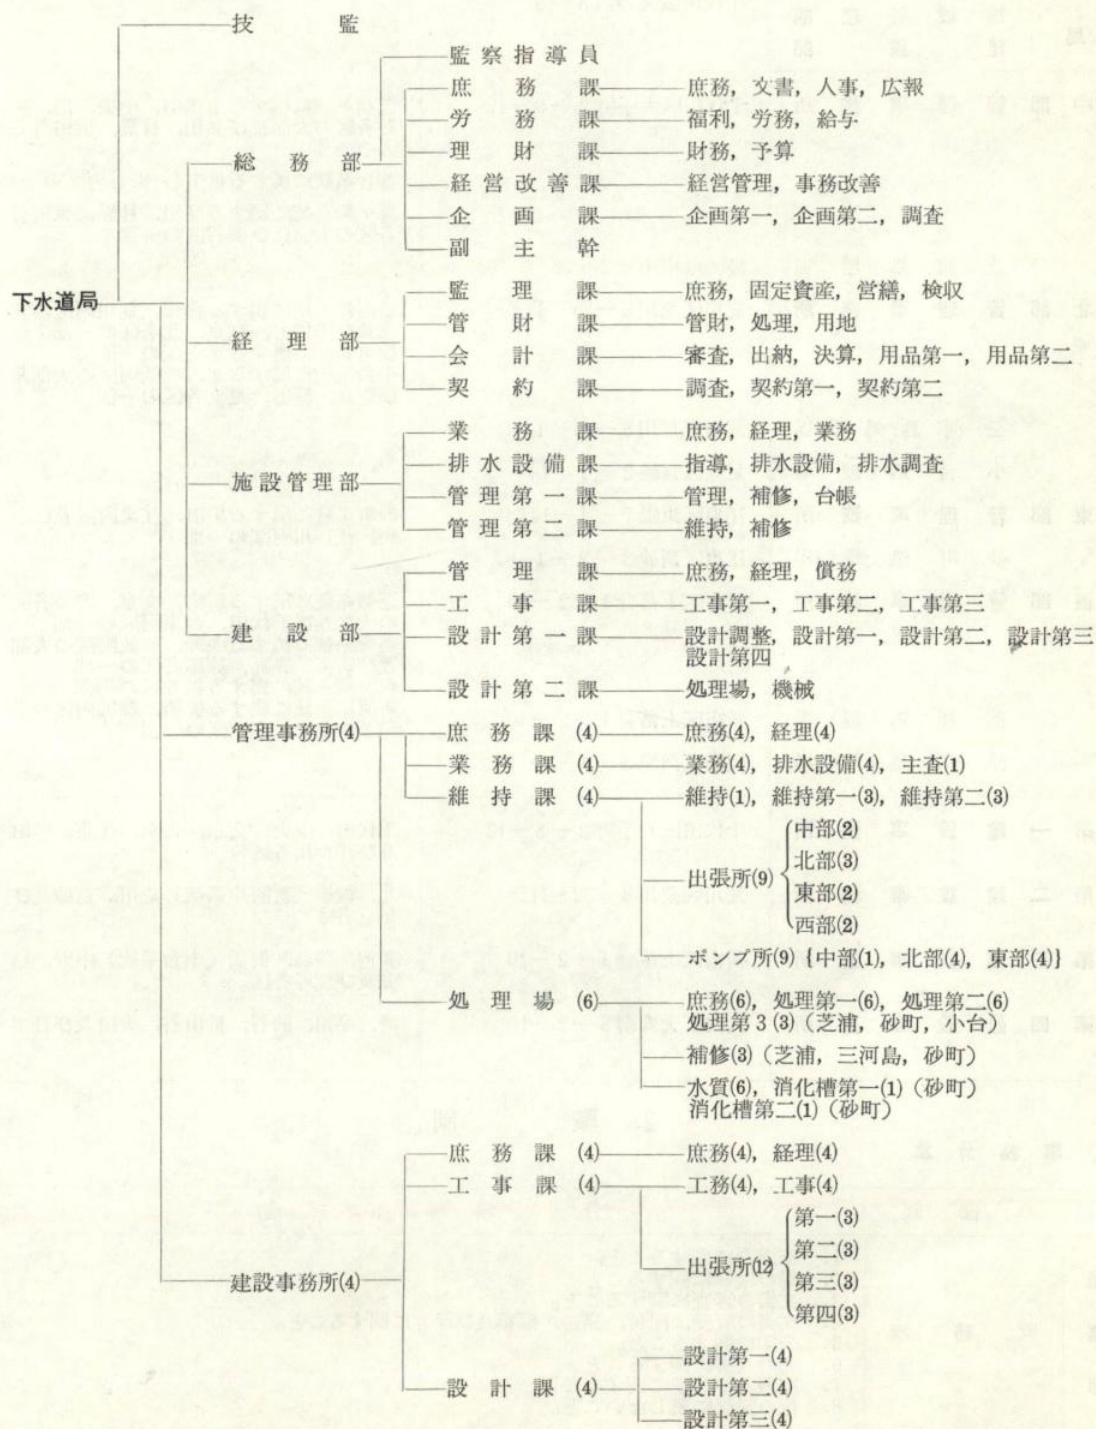 技監
監察指導員
庶務課 庶務，文書，人事，広報
労務課 福利，労務，給与
総務部 理財課 財務，予算
経営改善課 経営管理，事務改善
企画課 企画第一，企画第二，調査
副主幹
下水道局
監理課 庶務，固定資産，営繕，検収
管財課 管財，処理，用地
経理部
会計課 審査，出納，決算，用品第一，用品第二
契約課 調査，契約第一，契約第二
業務課 庶務，経理，業務
排水設備課 指導，排水設備，排水調査
施設管理部
管理第一課 管理，補修，台帳
管理第二課 維持，補修
管理課 庶務，経理，償務
工事課 工事第一，工事第二，工事第三
建設部
設計第一課 設計調整，設計第一，設計第二，設計第三
設計第四
設計第二課 処理場，機械
管理事務所(4) 庶務課(4) 庶務(4)，経理(4)
業務課(4) 業務(4)，排水設備(4)，主査(1)
維持課(4) 維持(1)，維持第一(3)，維持第二(3)
中部(2)
北部(3)
出張所(9)
東部(2)
西部(2)
ポンプ所(9) {中部(1)，北部(4)，東部(4)}
処理場(6) 庶務(6)，処理第一(6)，処理第二(6)
処理第3(3)（芝浦，砂町，小台）
補修(3)（芝浦，三河島，砂町）
水質(6)，消化槽第一(1)（砂町）
消化槽第二(1)（砂町）
庶務課(4) 庶務(4)，経理(4)
工事課(4) 工務(4)，工事(4)
第一(3)
第二(3)
建設事務所(4) 出張所(12)
第三(3)
第四(3)
設計第一(4)
設計課(4) 設計第二(4)
設計第三(4)